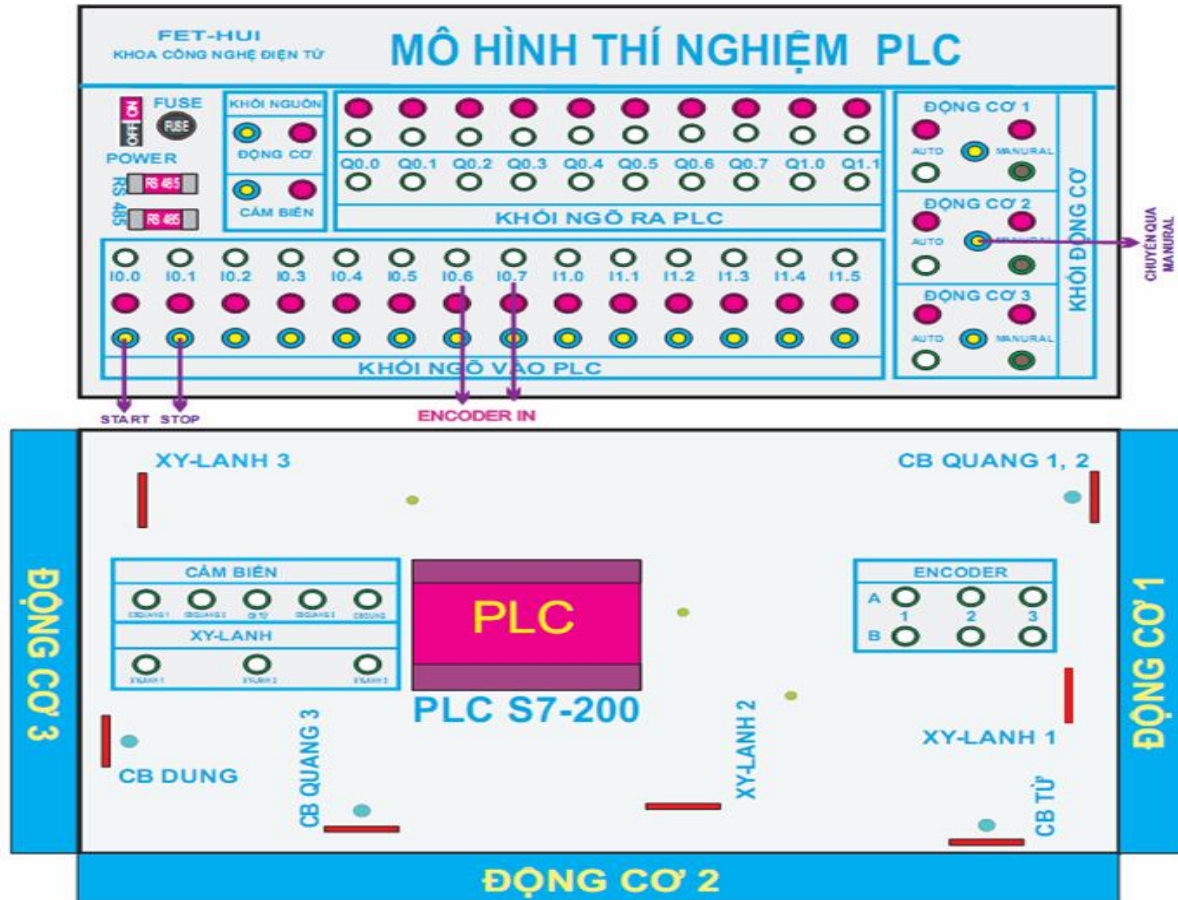 FET-HUI
KHOA CÔNG NGHỆ ĐIỆN TỬ
MÔ HÌNH THÍ NGHIỆM PLC
ON
OFF
FUSE
FUSE
POWER
RS 485
RS 485
RS 485
KHỐI NGUỒN
ĐỘNG CƠ
CẢM BIẾN
Q0.0 Q0.1 Q0.2 Q0.3 Q0.4 Q0.5 Q0.6 Q0.7 Q1.0 Q1.1
KHỐI NGÕ RA PLC
ĐỘNG CƠ 1
AUTO MANURAL
ĐỘNG CƠ 2
AUTO MANURAL
ĐỘNG CƠ 3
AUTO MANURAL
KHỐI ĐỘNG CƠ
CHUYỂN QUA
MANURAL
I0.0 I0.1 I0.2 I0.3 I0.4 I0.5 I0.6 I0.7 I1.0 I1.1 I1.2 I1.3 I1.4 I1.5
KHỐI NGÕ VÀO PLC
START STOP
ENCODER IN
XY-LANH 3
CB QUANG 1, 2
CẢM BIẾN
XY-LANH
PLC
PLC S7-200
ENCODER
A
1 2 3
B
ĐỘNG CƠ 3
CB DUNG
CB QUANG 3
XY-LANH 2
XY-LANH 1
CB TỪ
ĐỘNG CƠ 1
ĐỘNG CƠ 2